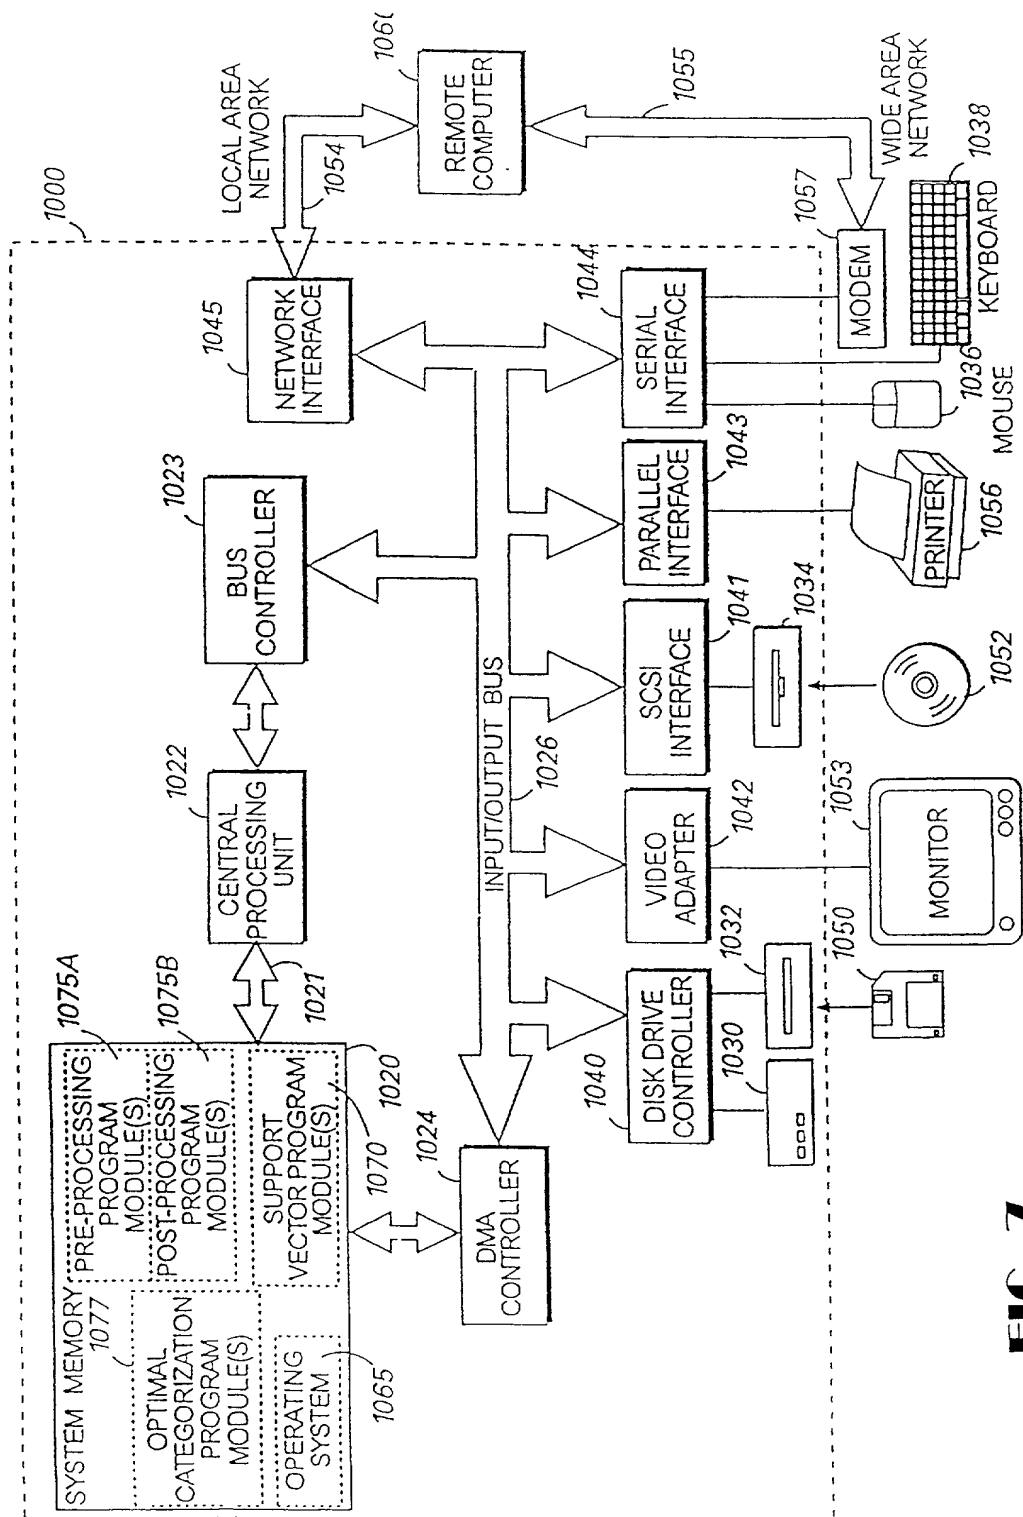 1000
SYSTEM MEMORY
1077
OPTIMAL
CATEGORIZATION
PROGRAM
MODULE(S)
OPERATING
SYSTEM
1065
PRE-PROCESSING
PROGRAM
MODULE(S)
1075A
POST-PROCESSING
PROGRAM
MODULE(S)
1075B
SUPPORT
VECTOR PROGRAM
MODULE(S)
1070
1020
1021
CENTRAL
PROCESSING
UNIT
1022
BUS
CONTROLLER
1023
NETWORK
INTERFACE
1045
LOCAL AREA
NETWORK
1054
REMOTE
COMPUTER
1055
WIDE AREA
NETWORK
DMA
CONTROLLER
1024
INPUT/OUTPUT BUS
1026
DISK DRIVE
CONTROLLER
1040
VIDEO
ADAPTER
1042
SCSI
INTERFACE
1041
PARALLEL
INTERFACE
1043
SERIAL
INTERFACE
1044
1030
1032
1034
MODEM
1057
1050
MONITOR
1053
1052
PRINTER
1056
MOUSE
1036
KEYBOARD
1038